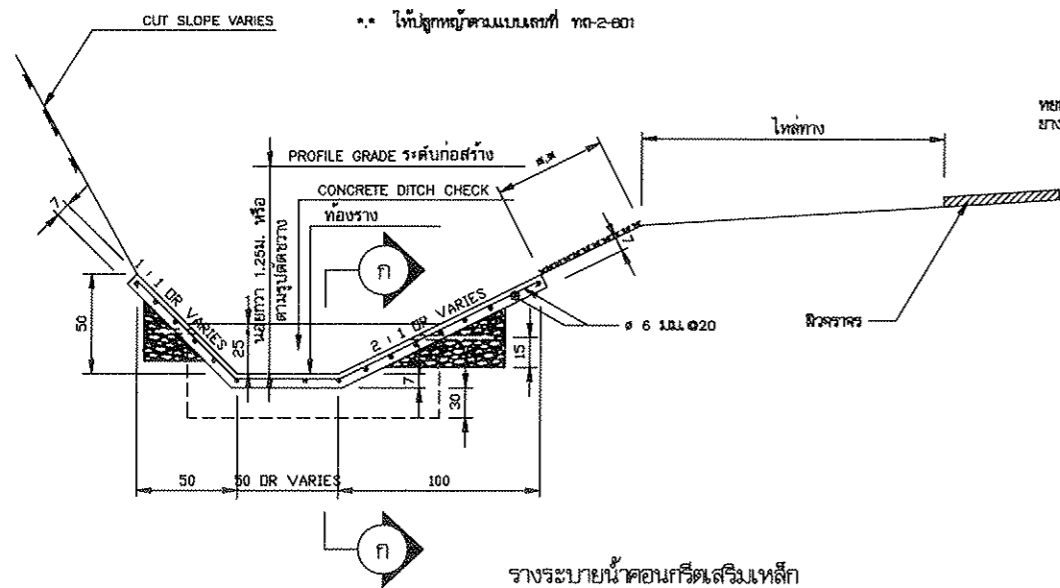 CUT SLOPE VARIES
*.* ให้ปลูกหญ้าตามแบบเลขที่ ทถ-2-601
ไหล่ทาง
*.*
PROFILE GRADE ระดับก่อสร้าง
CONCRETE DITCH CHECK
ท้องราง
7
7
ก
1 : 1 OR VARIES
2 : 1 OR VARIES
น้อยกว่า 1.25ม. หรือ
ตามรูปตัดขวาง
50
25
ø 6 มม.@20
ผิวจราจร
15
7
30
50
50 OR VARIES
100
ก
รางระบายน้ำคอนกรีตเสริมเหล็ก